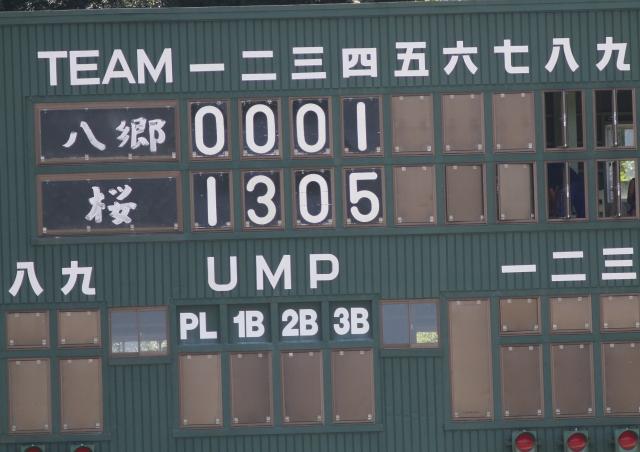 TEAM 一 二 三 四 五 六 七 八 九
八郷 0 0 0 1
桜 1 3 0 5
八 九 UMP 一 二 三
PL 1B 2B 3B